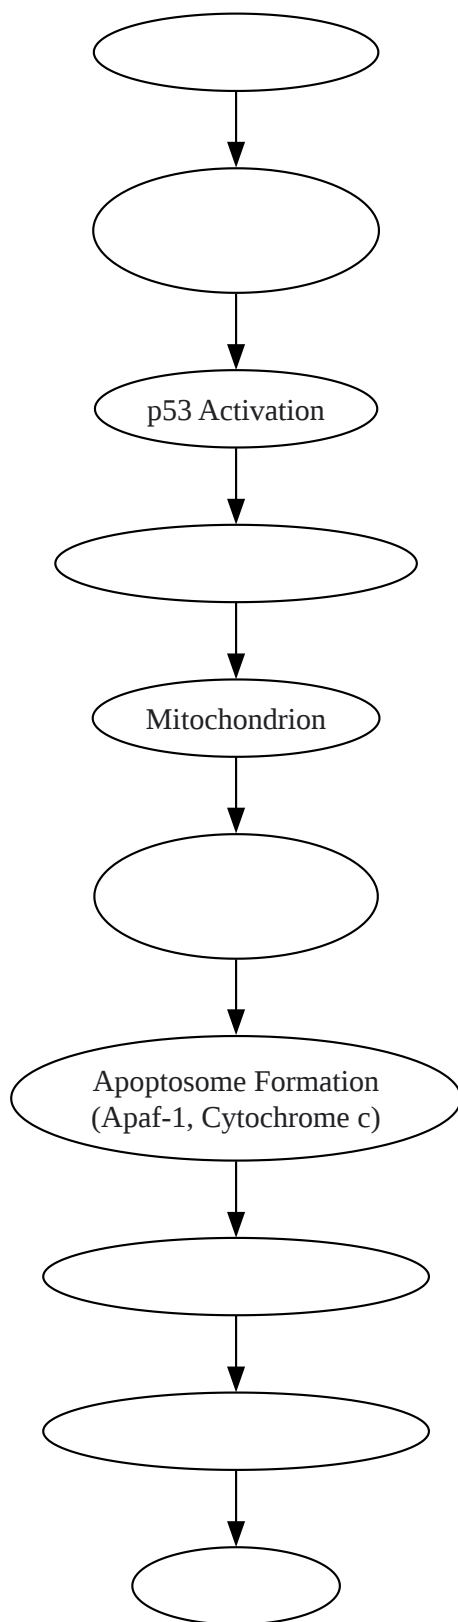 p53 Activation
Mitochondrion
Apoptosome Formation
(Apaf-1, Cytochrome c)